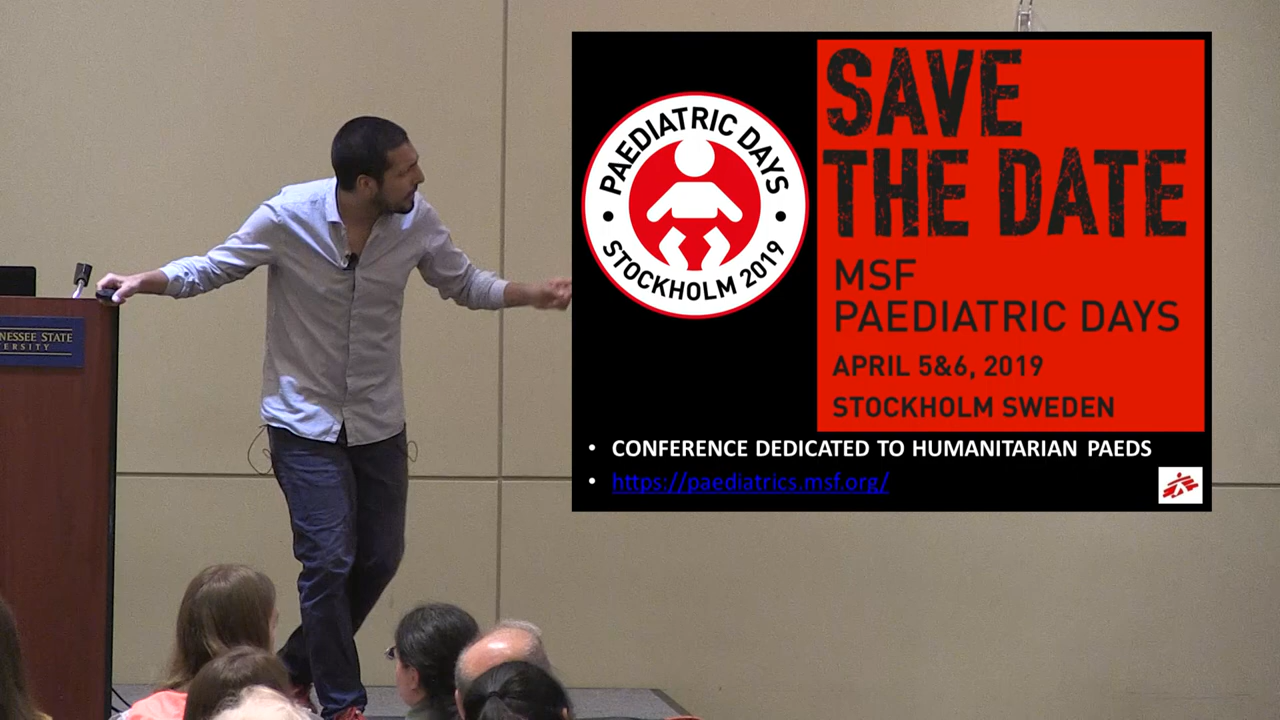 NESSEE STATE
ERSITY
PAEDIATRIC DAYS
STOCKHOLM 2019
SAVE
THE DATE
MSF
PAEDIATRIC DAYS
APRIL 5&6, 2019
STOCKHOLM SWEDEN
• CONFERENCE DEDICATED TO HUMANITARIAN PAEDS
• https://paediatrics.msf.org/